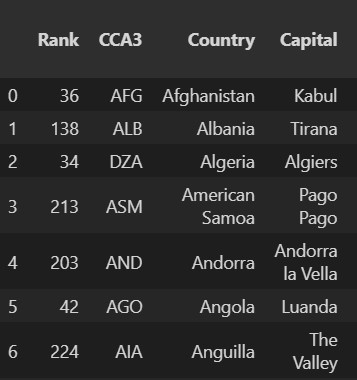 Rank CCA3 Country Capital
0 36 AFG Afghanistan Kabul
1 138 ALB Albania Tirana
2 34 DZA Algeria Algiers
3 213 ASM American Samoa Pago Pago
4 203 AND Andorra Andorra la Vella
5 42 AGO Angola Luanda
6 224 AIA Anguilla The Valley